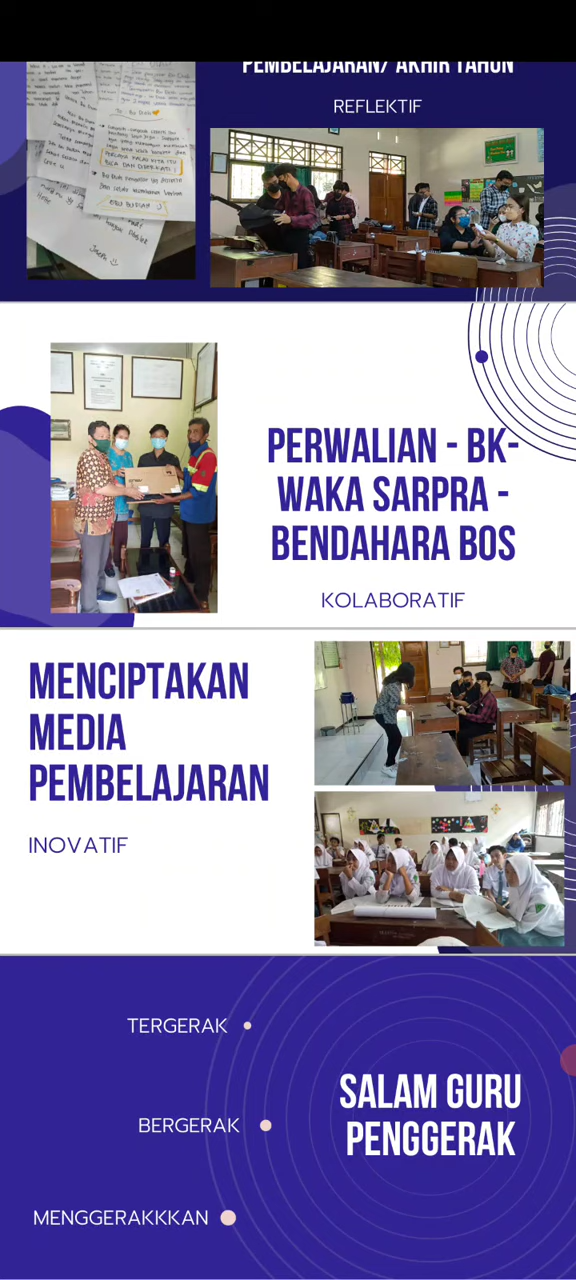 PEMBELAJARAN/ AKHIR TAHUN
REFLEKTIF
PERWALIAN - BK-
WAKA SARPRA -
BENDAHARA BOS
KOLABORATIF
MENCIPTAKAN
MEDIA
PEMBELAJARAN
INOVATIF
TERGERAK
BERGERAK
MENGGERAKKKAN
SALAM GURU
PENGGERAK